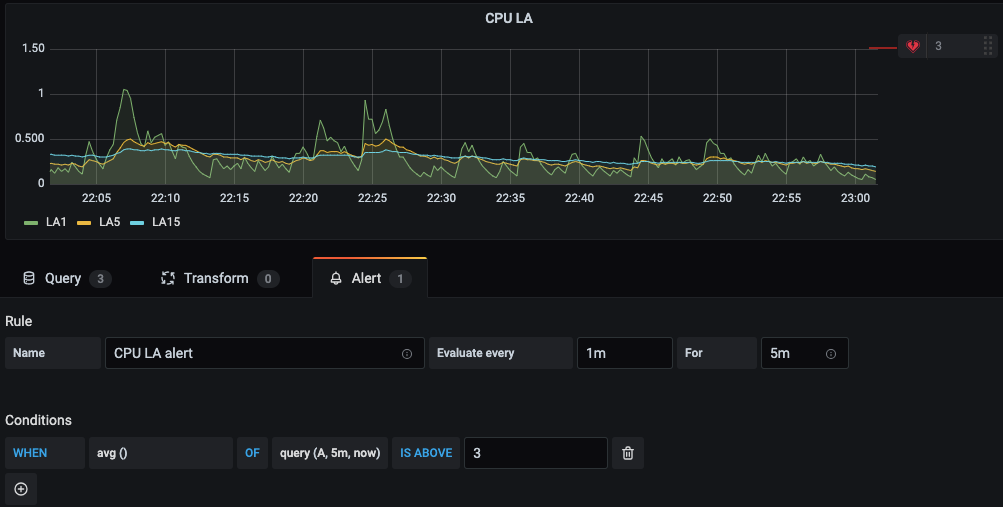 CPU LA
1.50
3
1
0.500
0
22:05 22:10 22:15 22:20 22:25 22:30 22:35 22:40 22:45 22:50 22:55 23:00
LA1 LA5 LA15
Query 3 Transform 0 Alert 1
Rule
Name CPU LA alert Evaluate every 1m For 5m
Conditions
WHEN avg () OF query (A, 5m, now) IS ABOVE 3